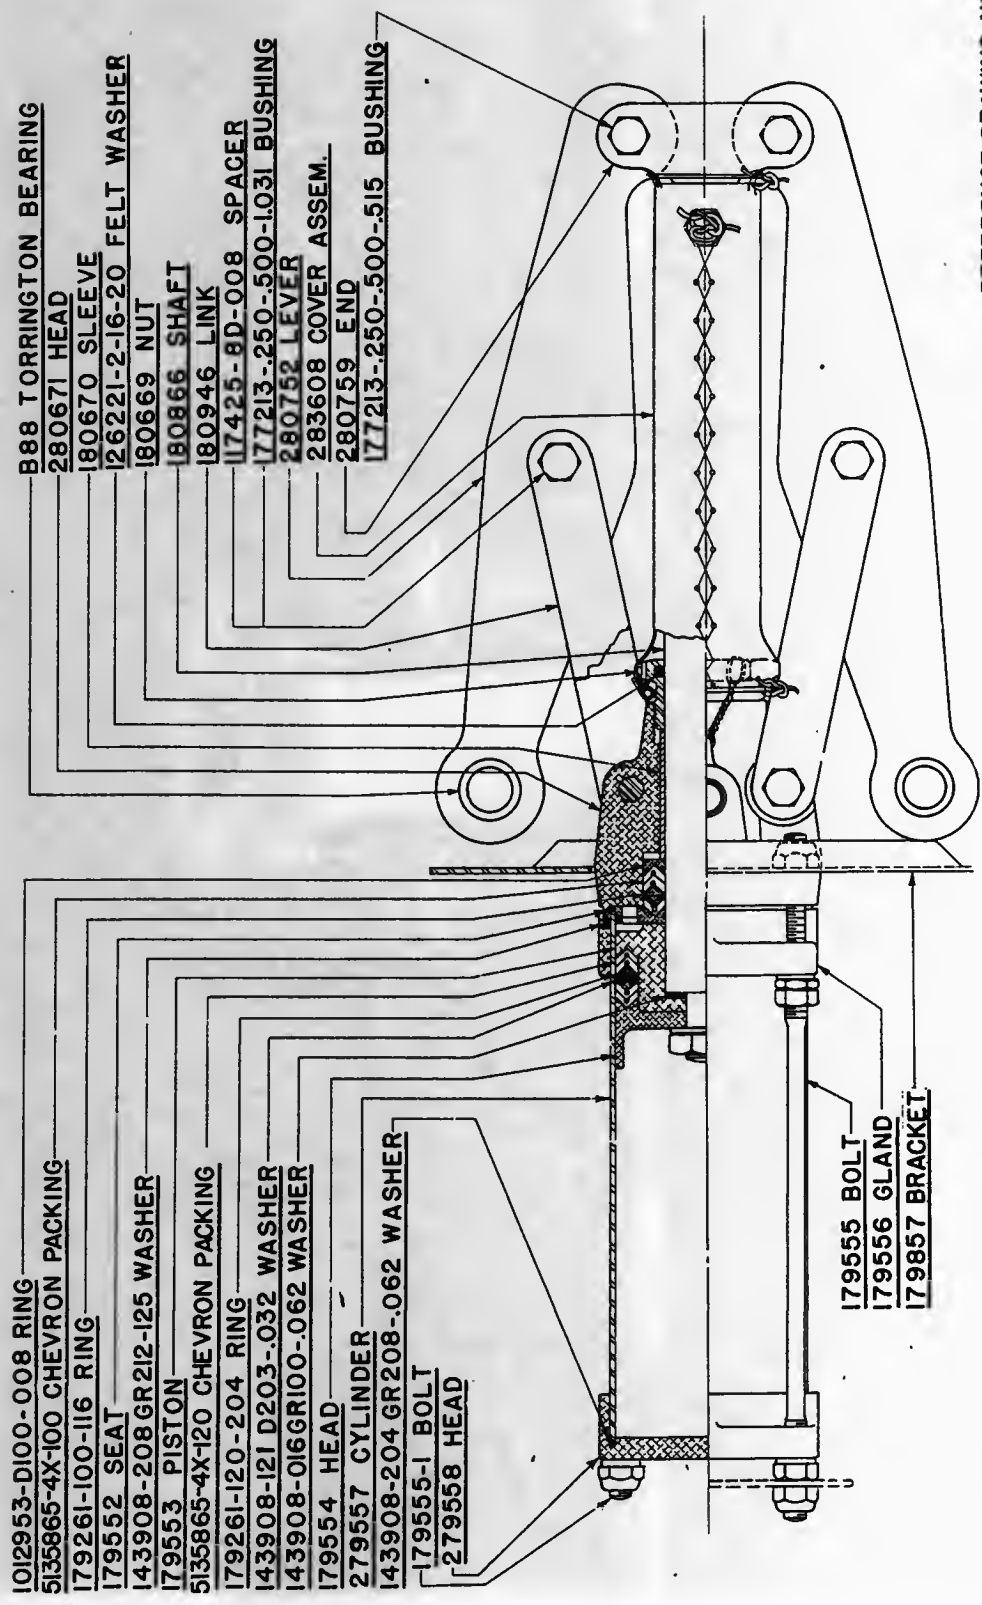 B88 TORRINGTON BEARING
280671 HEAD
180670 SLEEVE
126221-2-16-20 FELT WASHER
180669 NUT
180866 SHAFT
180946 LINK
117425-8D-008 SPACER
177213-.250-.500-1.031 BUSHING
280752 LEVER
283608 COVER ASSEM.
280759 END
177213-.250-.500-.515 BUSHING
1012953-D100-008 RING
5135865-4X-100 CHEVRON PACKING
179261-100-116 RING
179552 SEAT
143908-208GR212-125 WASHER
179553 PISTON
5135865-4X-120 CHEVRON PACKING
179261-120-204 RING
143908-121 D203-.032 WASHER
143908-016GR100-.062 WASHER
179554 HEAD
279557 CYLINDER
143908-204 GR208-.062 WASHER
179555-1 BOLT
279558 HEAD
179555 BOLT
179556 GLAND
179857 BRACKET